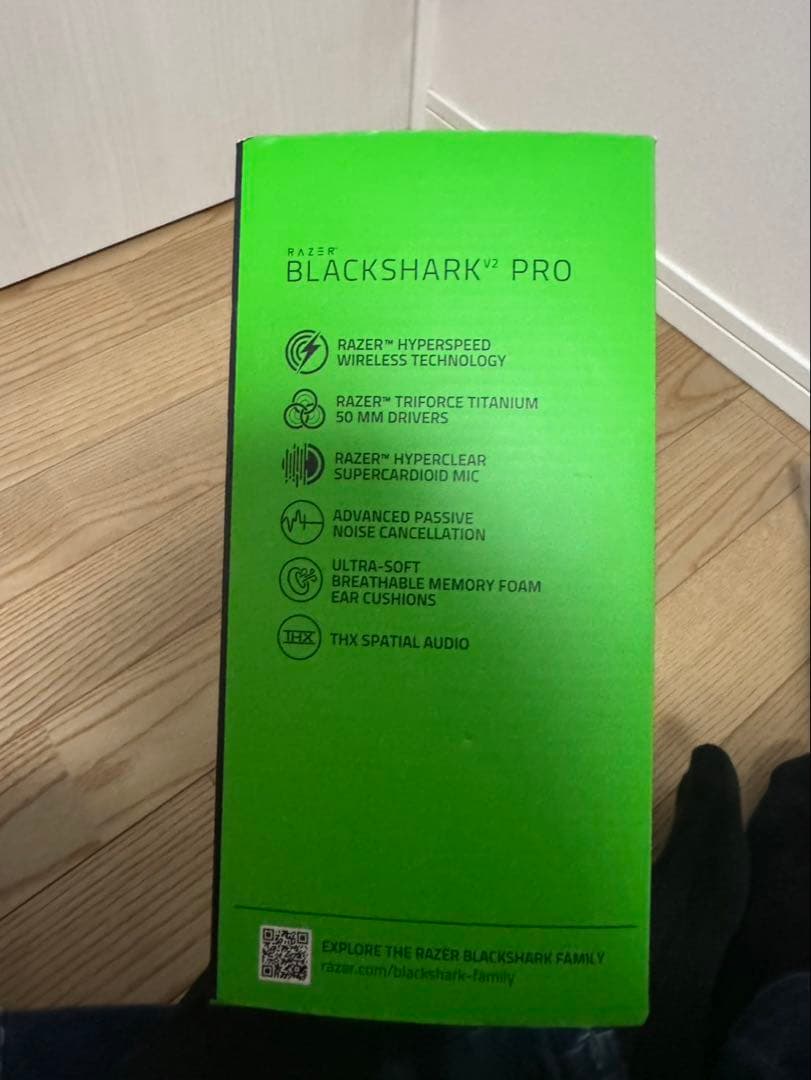 RAZER™
BLACKSHARK V2 PRO
RAZER™ HYPERSPEED
WIRELESS TECHNOLOGY
RAZER™ TRIFORCE TITANIUM
50 MM DRIVERS
RAZER™ HYPERCLEAR
SUPERCARDIOID MIC
ADVANCED PASSIVE
NOISE CANCELLATION
ULTRA-SOFT
BREATHABLE MEMORY FOAM
EAR CUSHIONS
THX
THX SPATIAL AUDIO
EXPLORE THE RAZER BLACKSHARK FAMILY
razer.com/blackshark-family